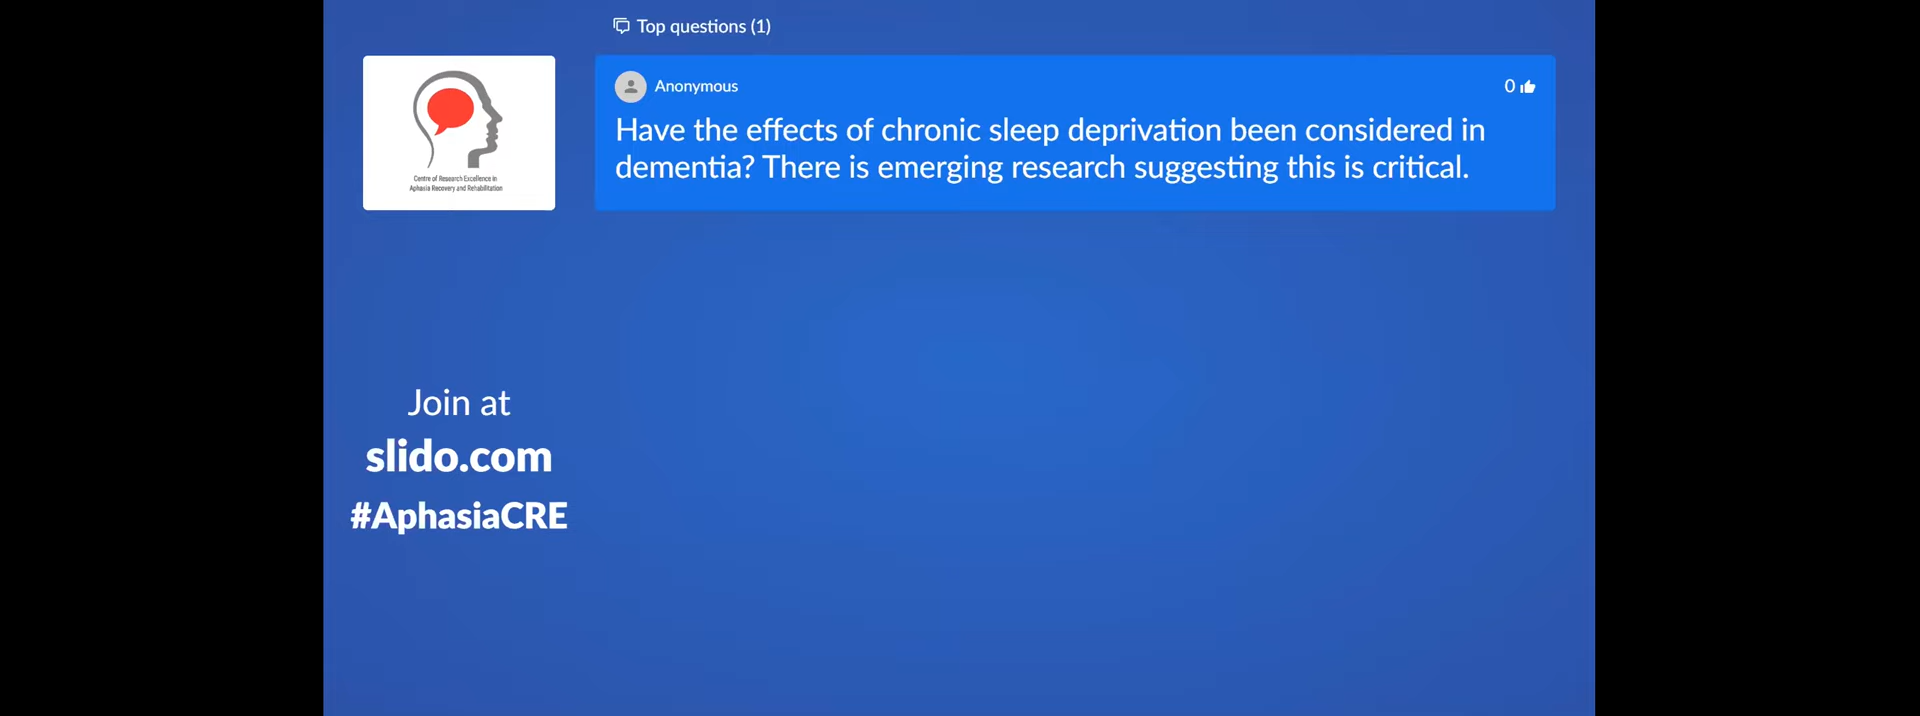 Top questions (1)
Centre of Research Excellence in
Aphasia Recovery and Rehabilitation
Anonymous
0
Have the effects of chronic sleep deprivation been considered in
dementia? There is emerging research suggesting this is critical.
Join at
slido.com
#AphasiaCRE